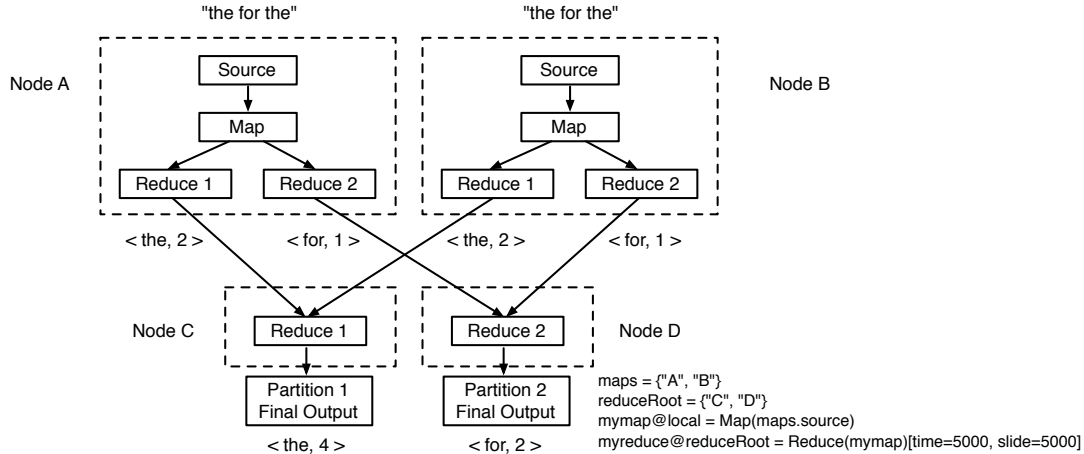 "the for the"
"the for the"
Node A
Node B
Source
Source
Map
Map
Reduce 1
Reduce 2
Reduce 1
Reduce 2
< the, 2 >
< for, 1 >
< the, 2 >
< for, 1 >
Node C
Reduce 1
Reduce 2
Node D
Partition 1
Final Output
Partition 2
Final Output
< the, 4 >
< for, 2 >
maps = {"A", "B"}
reduceRoot = {"C", "D"}
mymap@local = Map(maps.source)
myreduce@reduceRoot = Reduce(mymap)[time=5000, slide=5000]